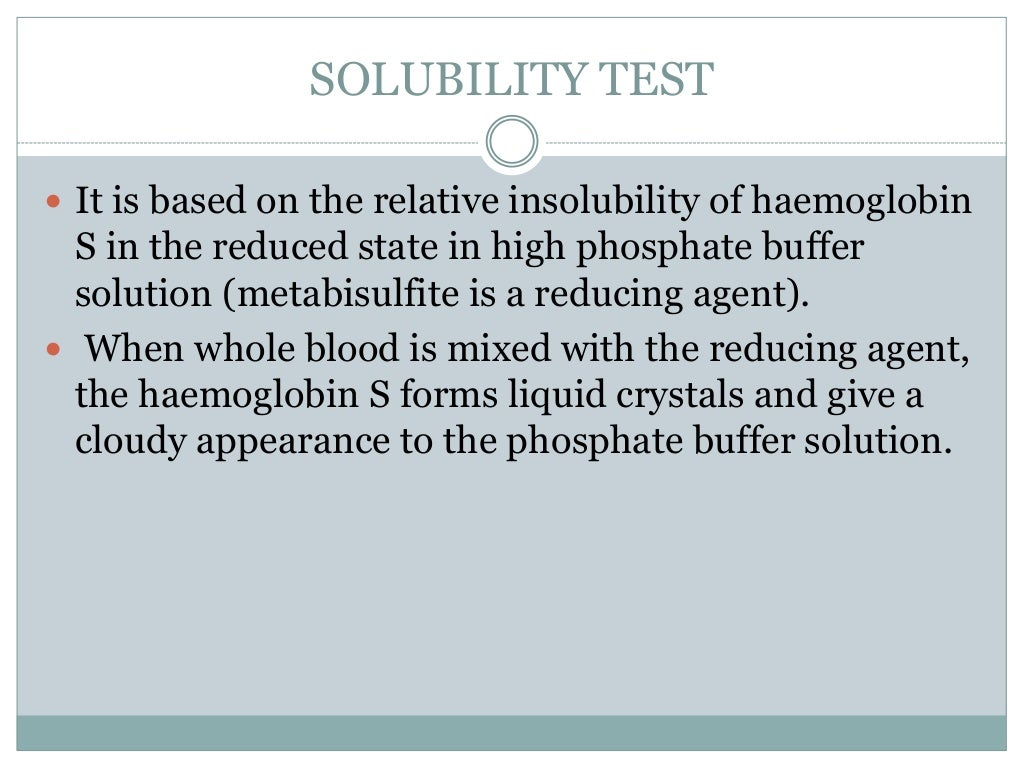 SOLUBILITY TEST
• It is based on the relative insolubility of haemoglobin
S in the reduced state in high phosphate buffer
solution (metabisulfite is a reducing agent).
• When whole blood is mixed with the reducing agent,
the haemoglobin S forms liquid crystals and give a
cloudy appearance to the phosphate buffer solution.